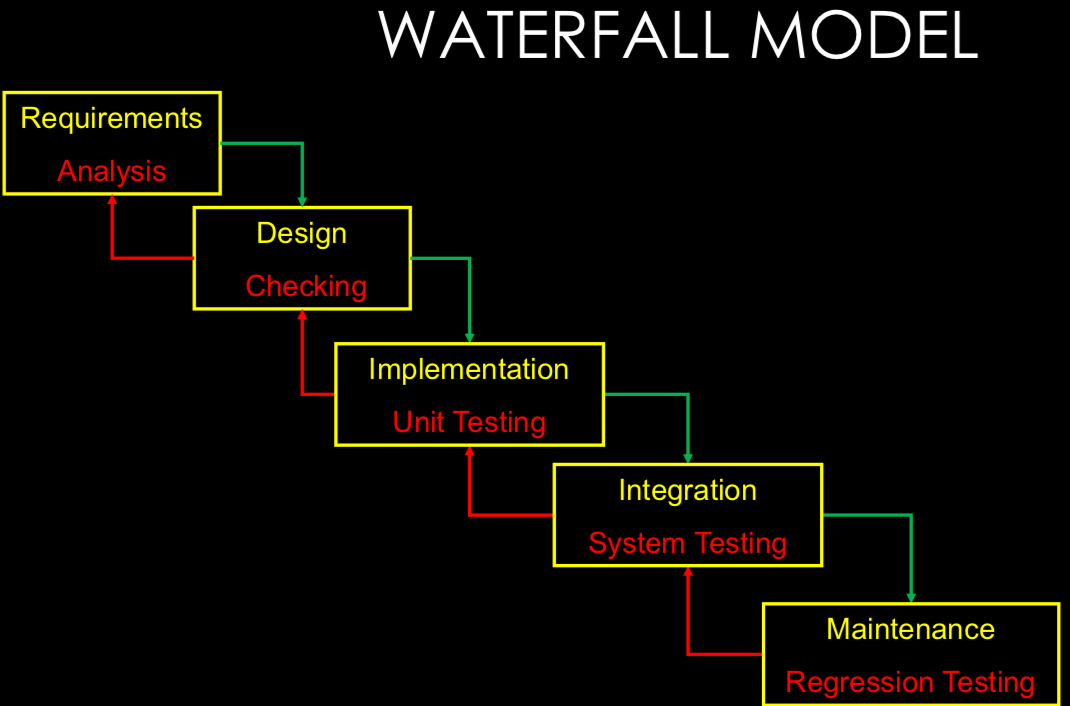 WATERFALL MODEL
Requirements
Analysis
Design
Checking
Implementation
Unit Testing
Integration
System Testing
Maintenance
Regression Testing